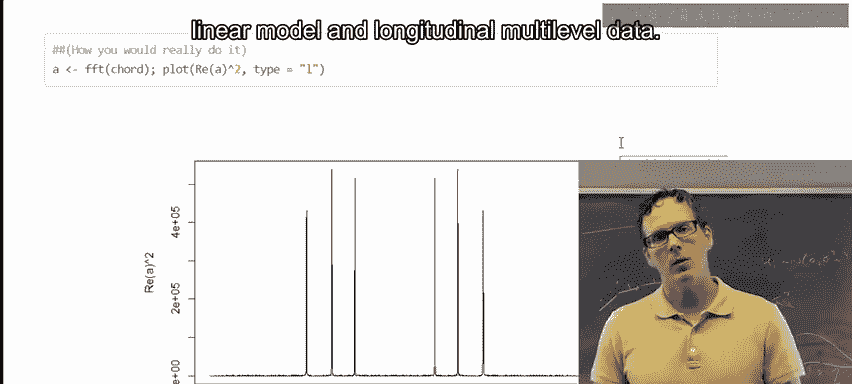 linear model and longitudinal multilevel data.
##(How you would really do it)
a <- fft(chord); plot(Re(a)^2, type = "l")
4e+05
Re(a)^2
2e+05
e+00